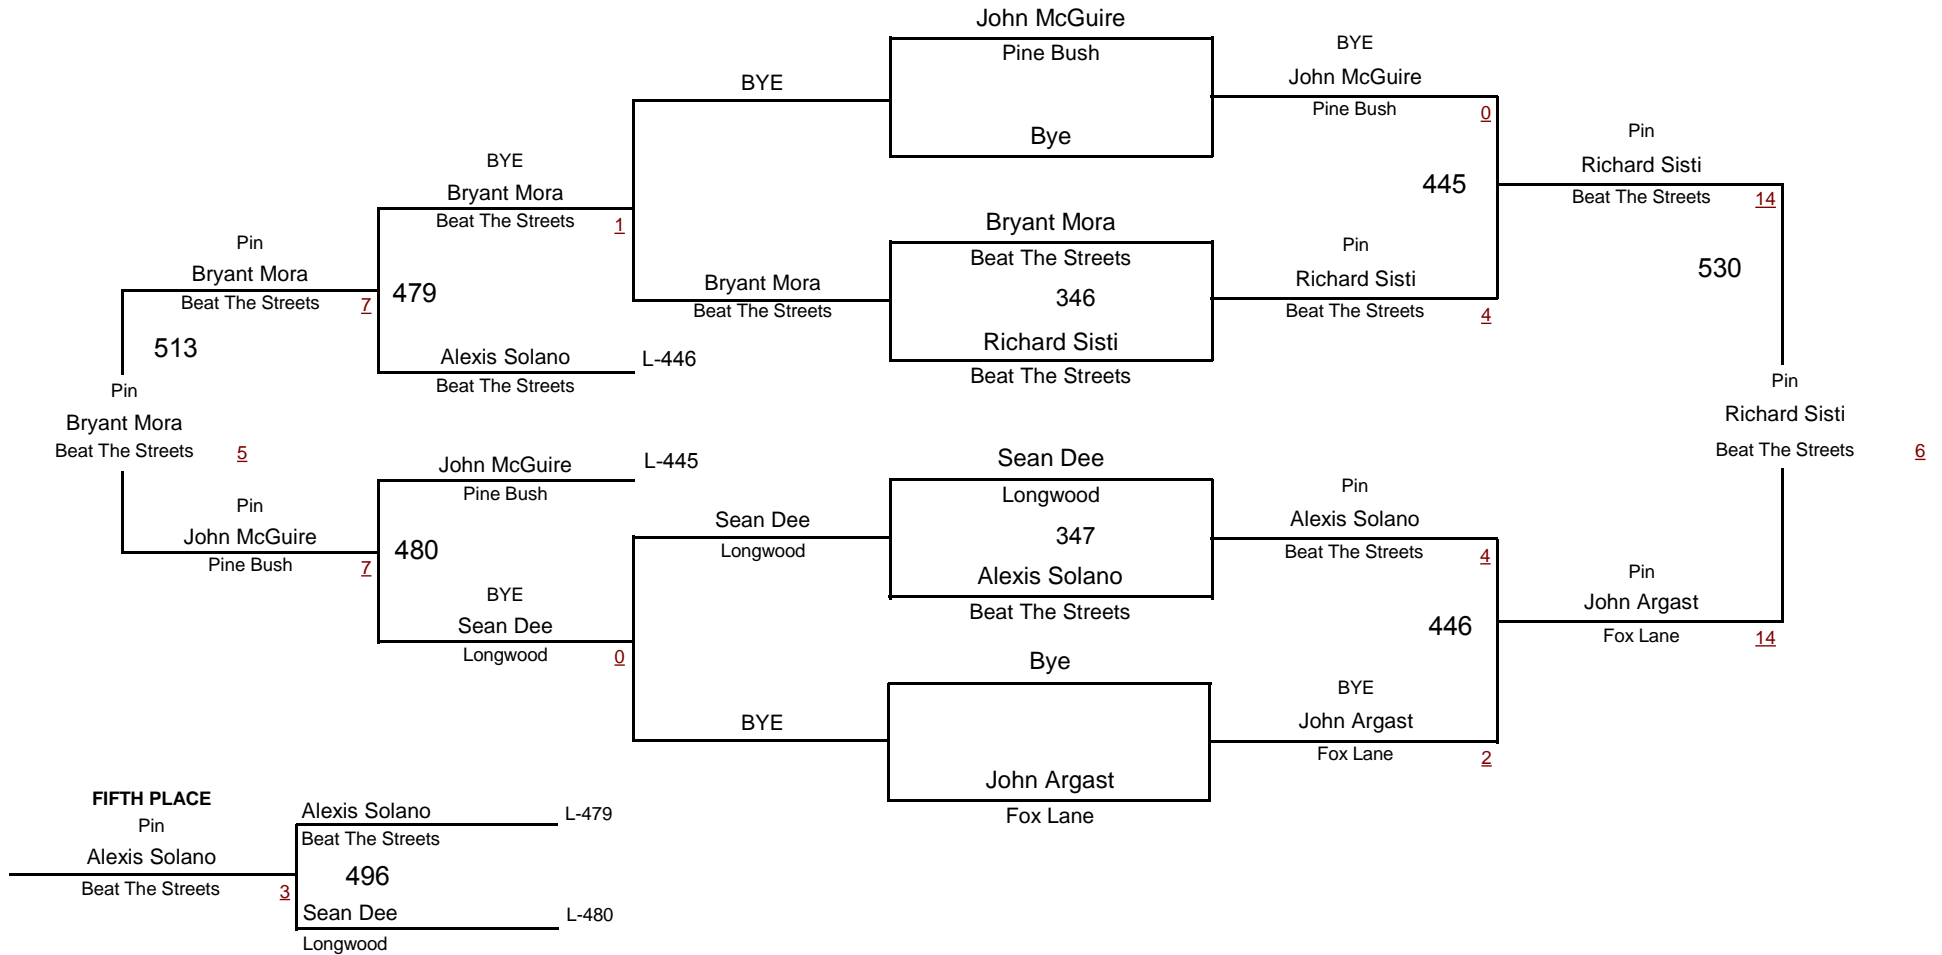 John McGuire
Pine Bush
Bye
Bryant Mora
Beat The Streets
346
Richard Sisti
Beat The Streets
Sean Dee
Longwood
347
Alexis Solano
Beat The Streets
Bye
John Argast
Fox Lane
BYE
John McGuire
Pine Bush
0
445
Pin
Richard Sisti
Beat The Streets
4
Pin
Alexis Solano
Beat The Streets
4
446
BYE
John Argast
Fox Lane
2
Pin
Richard Sisti
Beat The Streets
14
530
Pin
John Argast
Fox Lane
14
Pin
Richard Sisti
Beat The Streets
6
BYE
Bryant Mora
Beat The Streets
Sean Dee
Longwood
BYE
BYE
Bryant Mora
Beat The Streets
1
479
Alexis Solano
L-446
Beat The Streets
John McGuire
L-445
Pine Bush
480
BYE
Sean Dee
Longwood
0
Pin
Bryant Mora
Beat The Streets
7
513
Pin
John McGuire
Pine Bush
7
Pin
Bryant Mora
Beat The Streets
5
FIFTH PLACE
Pin
Alexis Solano
Beat The Streets
3
Alexis Solano
L-479
Beat The Streets
496
Sean Dee
L-480
Longwood